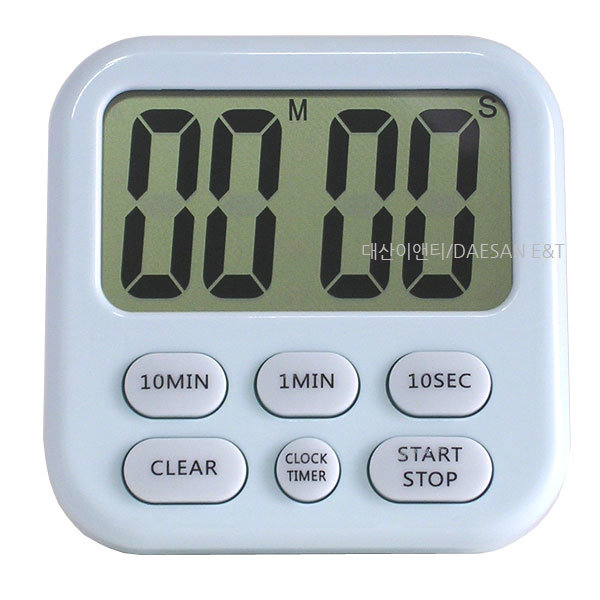 00 M 00 S
대산이앤티/DAESAN E&T
10MIN
1MIN
10SEC
CLEAR
CLOCK
TIMER
START
STOP